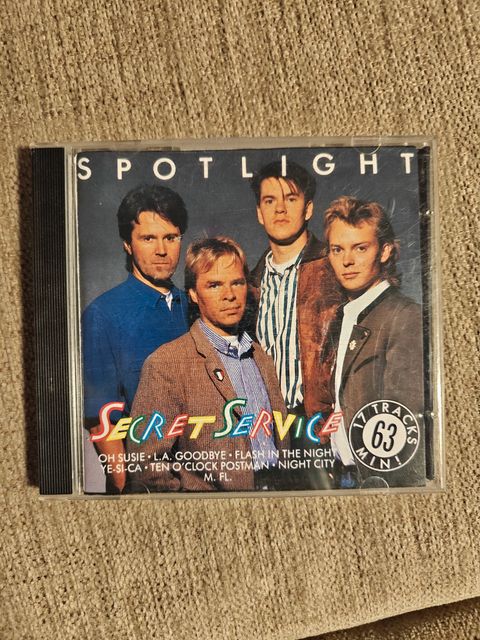 SPOTLIGHT
SECRET SERVICE
OH SUSIE • L.A. GOODBYE • FLASH IN THE NIGHT
YE-SI-CA • TEN O'CLOCK POSTMAN • NIGHT CITY
M. FL.
17 TRACKS
63
MIN!